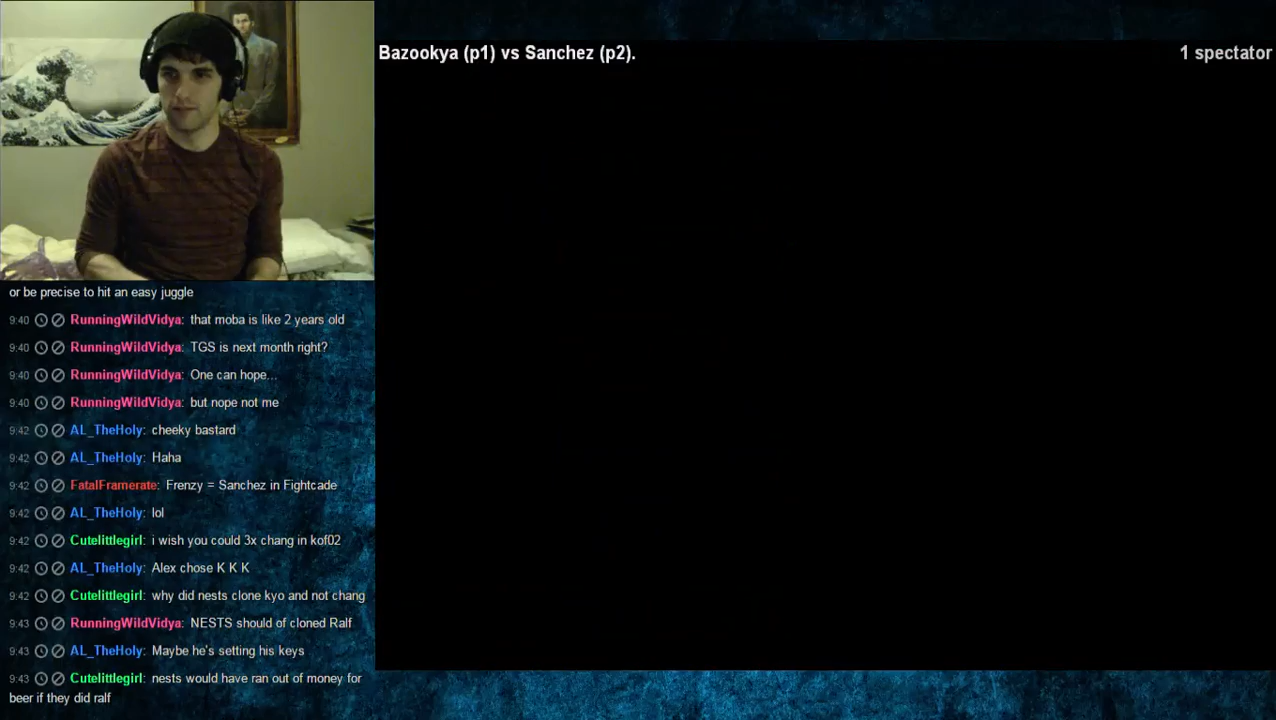 Bazookya (p1) vs Sanchez (p2).
1 spectator
or be precise to hit an easy juggle
9:40 RunningWildVidya: that moba is like 2 years old
9:40 RunningWildVidya: TGS is next month right?
9:40 RunningWildVidya: One can hope...
9:40 RunningWildVidya: but nope not me
9:42 AL_TheHoly: cheeky bastard
9:42 AL_TheHoly: Haha
9:42 FatalFramerate: Frenzy = Sanchez in Fightcade
9:42 AL_TheHoly: lol
9:42 Cutelittlegirl: i wish you could 3x chang in kof02
9:42 AL_TheHoly: Alex chose K K K
9:42 Cutelittlegirl: why did nests clone kyo and not chang
9:43 RunningWildVidya: NESTS should of cloned Ralf
9:43 AL_TheHoly: Maybe he's setting his keys
9:43 Cutelittlegirl: nests would have ran out of money for
beer if they did ralf